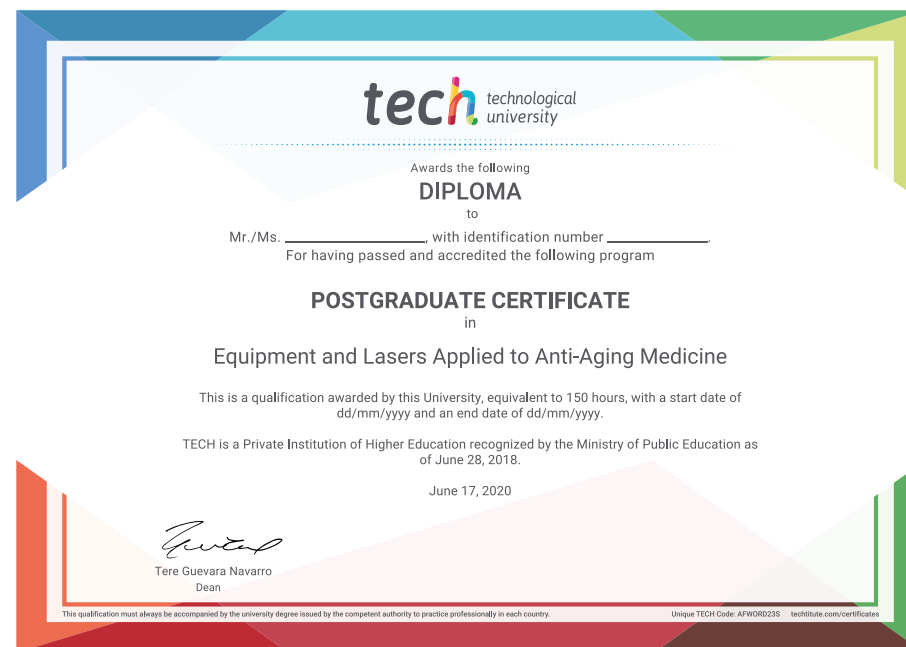 tech technological
university
Awards the following
DIPLOMA
to
Mr./Ms. ____________________, with identification number ______________.
For having passed and accredited the following program
POSTGRADUATE CERTIFICATE
in
Equipment and Lasers Applied to Anti-Aging Medicine
This is a qualification awarded by this University, equivalent to 150 hours, with a start date of
dd/mm/yyyy and an end date of dd/mm/yyyy.
TECH is a Private Institution of Higher Education recognized by the Ministry of Public Education as
of June 28, 2018.
June 17, 2020
Tere Guevara Navarro
Dean
This qualification must always be accompanied by the university degree issued by the competent authority to practice professionally in each country.
Unique TECH Code: AFWORD23S techtitute.com/certificates